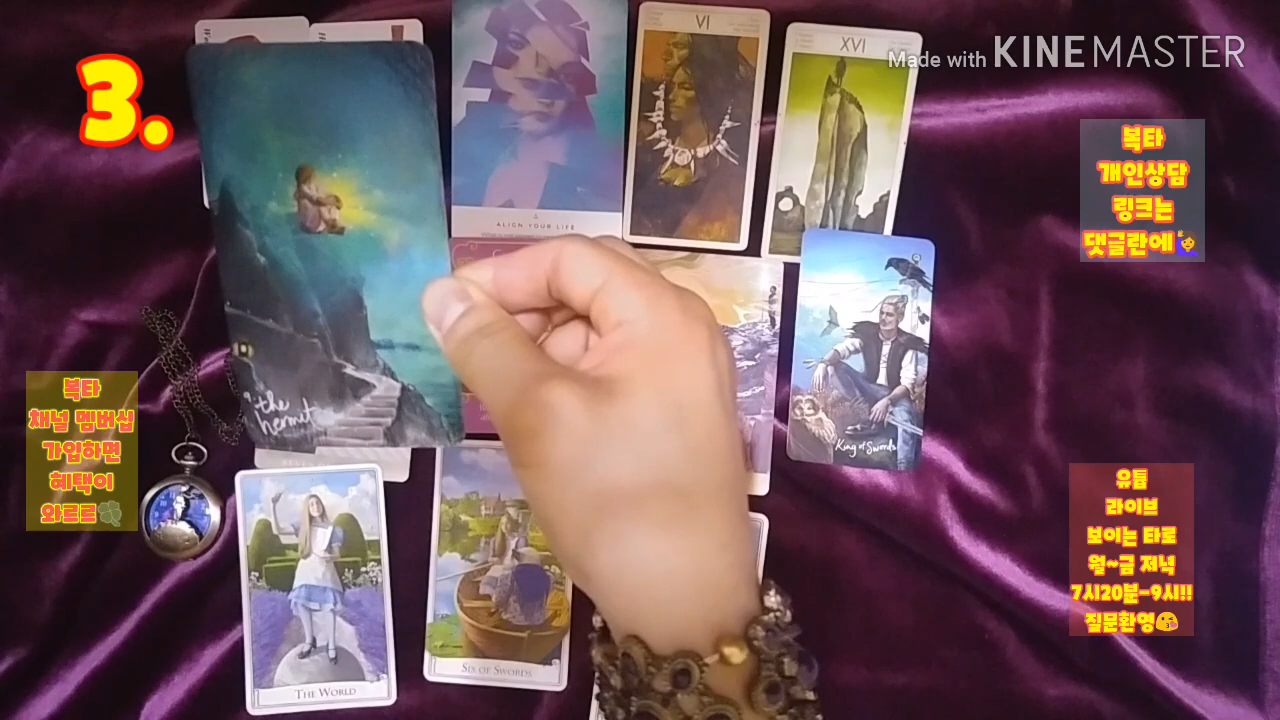 3.
Made with KINEMASTER
VI
XVI
복타
개인상담
링크는
댓글란에
ALIGN YOUR LIFE
the
hermit
King of Swords
복타
채널 멤버십
가입하면
혜택이
와르르
유튭
라이브
보이는 타로
월~금 저녁
7시20분-9시!!
질문환영
THE WORLD
SIX OF SWORDS